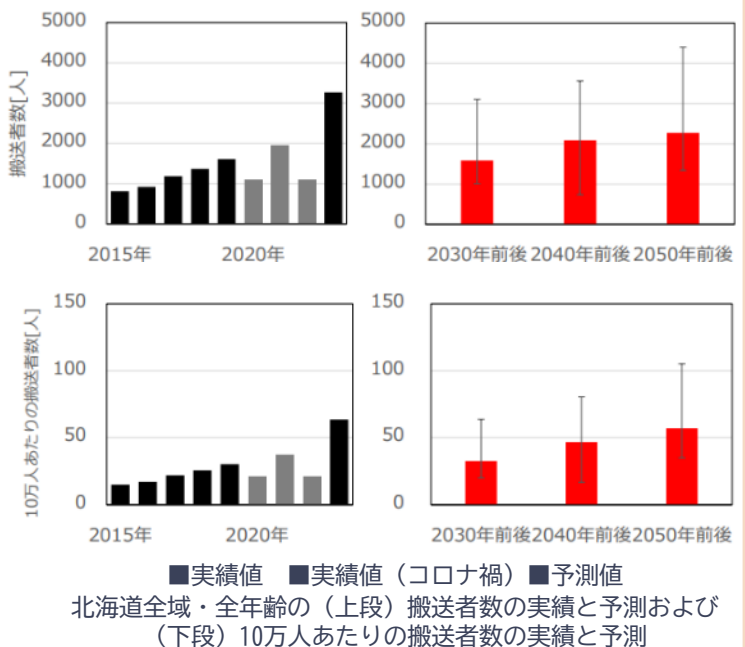 5000
4000
3000
2000
1000
0
搬送者数[人]
2015年 2020年
5000
4000
3000
2000
1000
0
2030年前後 2040年前後 2050年前後
150
100
50
0
10万人あたりの搬送者数[人]
2015年 2020年
150
100
50
0
2030年前後 2040年前後 2050年前後
■実績値 ■実績値（コロナ禍）■予測値
北海道全域・全年齢の（上段）搬送者数の実績と予測および
（下段）10万人あたりの搬送者数の実績と予測